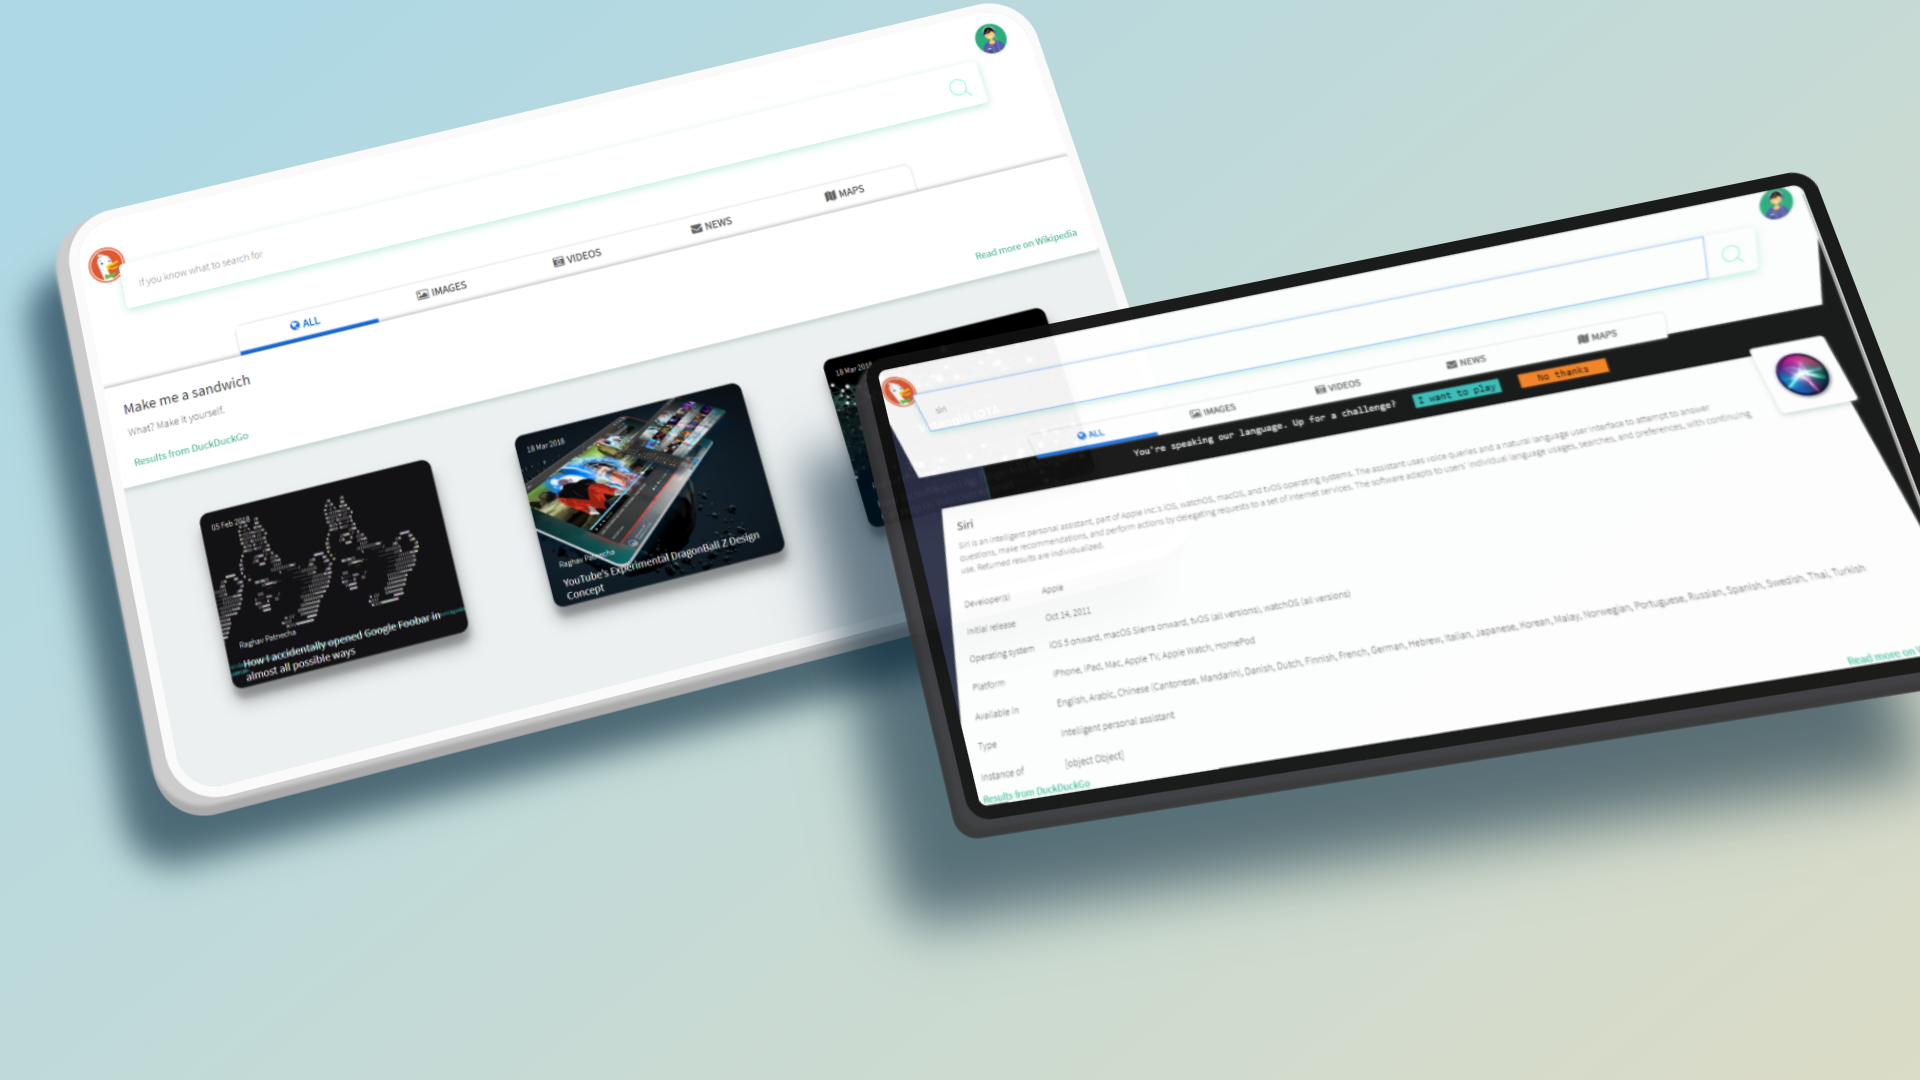 If you know what to search for
ALL
IMAGES
VIDEOS
NEWS
MAPS
Make me a sandwich
What? Make it yourself.
Results from DuckDuckGo
Read more on Wikipedia
05 Feb 2018
Raghav Patnecha
How I accidentally opened Google Foobar in
almost all possible ways
18 Mar 2018
Raghav Patnecha
YouTube's Experimental DragonBall Z Design
Concept
18 Mar 2018
IOTA
siri
ALL
IMAGES
VIDEOS
NEWS
MAPS
You're speaking our language. Up for a challenge?
I want to play
No thanks
Siri
Siri is an intelligent personal assistant, part of Apple Inc.'s iOS, watchOS, macOS, and tvOS operating systems. The assistant uses voice queries and a natural language user interface to attempt to answer
questions, make recommendations, and perform actions by delegating requests to a set of Internet services. The software adapts to users' individual language usages, searches, and preferences, with continuing
use. Returned results are individualized.
Developer(s) Apple
Initial release Oct 14, 2011
Operating system iOS 5 onward, macOS Sierra onward, tvOS (all versions), watchOS (all versions)
Platform iPhone, iPad, Mac, Apple TV, Apple Watch, HomePod
Available in English, Arabic, Chinese (Cantonese, Mandarin), Danish, Dutch, Finnish, French, German, Hebrew, Italian, Japanese, Korean, Malay, Norwegian, Portuguese, Russian, Spanish, Swedish, Thai, Turkish
Type Intelligent personal assistant
Instance of [object Object]
Results from DuckDuckGo
Read more on